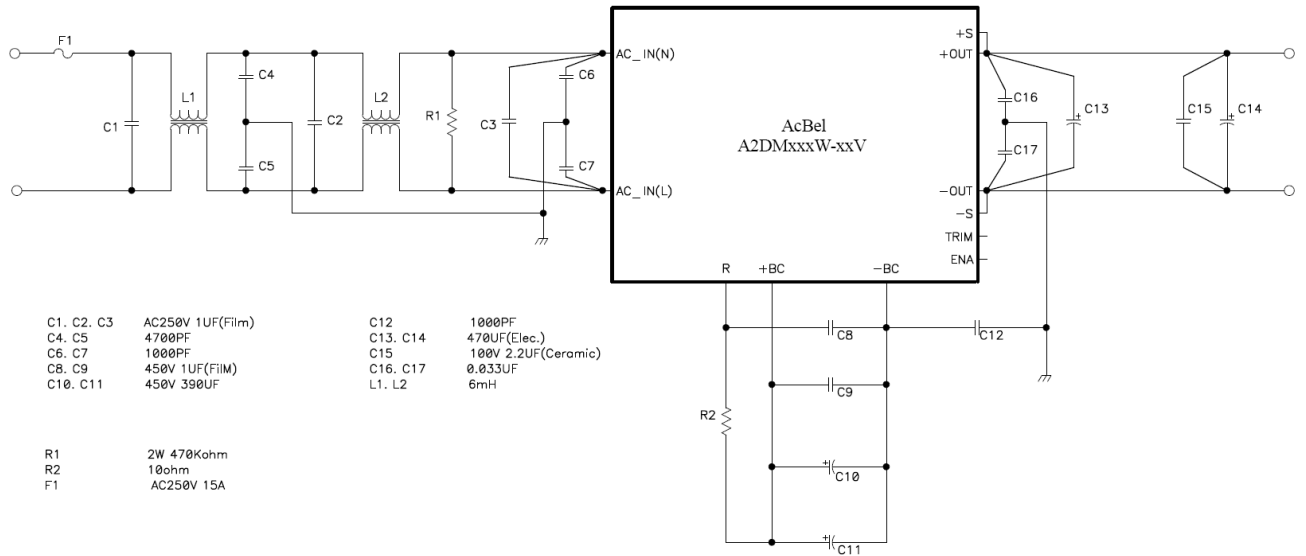 F1
+S
AC_IN(N)
+OUT
C4
C6
L1
L2
C16
C1
C2
R1
C3
AcBel
A2DMxxxW-xxV
C13
C15
C14
C5
C7
C17
AC_IN(L)
-OUT
-S
TRIM
ENA
R
+BC
-BC
C8
C12
C9
R2
C10
C11
C1. C2. C3 AC250V 1UF(Film)
C4. C5 4700PF
C6. C7 1000PF
C8. C9 450V 1UF(FilM)
C10. C11 450V 390UF
C12 1000PF
C13. C14 470UF(Elec.)
C15 100V 2.2UF(Ceramic)
C16. C17 0.033UF
L1. L2 6mH
R1 2W 470Kohm
R2 10ohm
F1 AC250V 15A